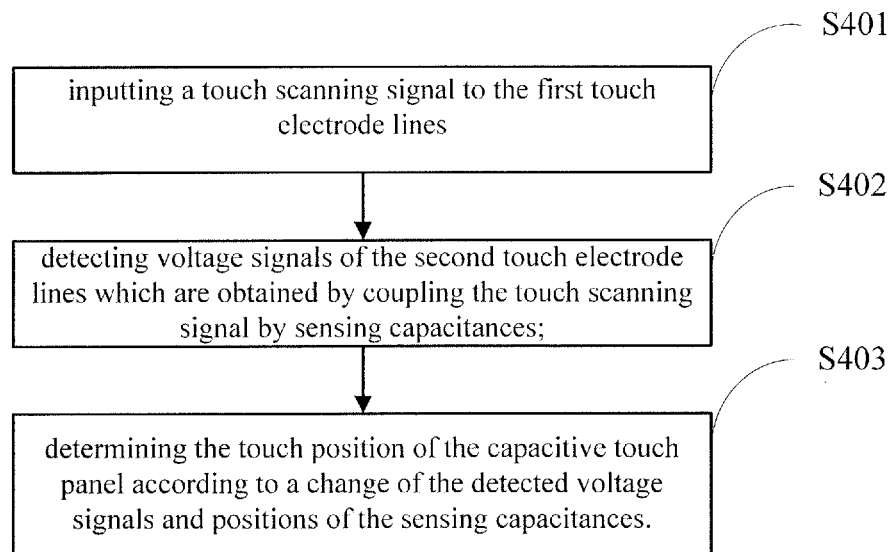 S401
inputting a touch scanning signal to the first touch
electrode lines
S402
detecting voltage signals of the second touch electrode
lines which are obtained by coupling the touch scanning
signal by sensing capacitances;
S403
determining the touch position of the capacitive touch
panel according to a change of the detected voltage
signals and positions of the sensing capacitances.